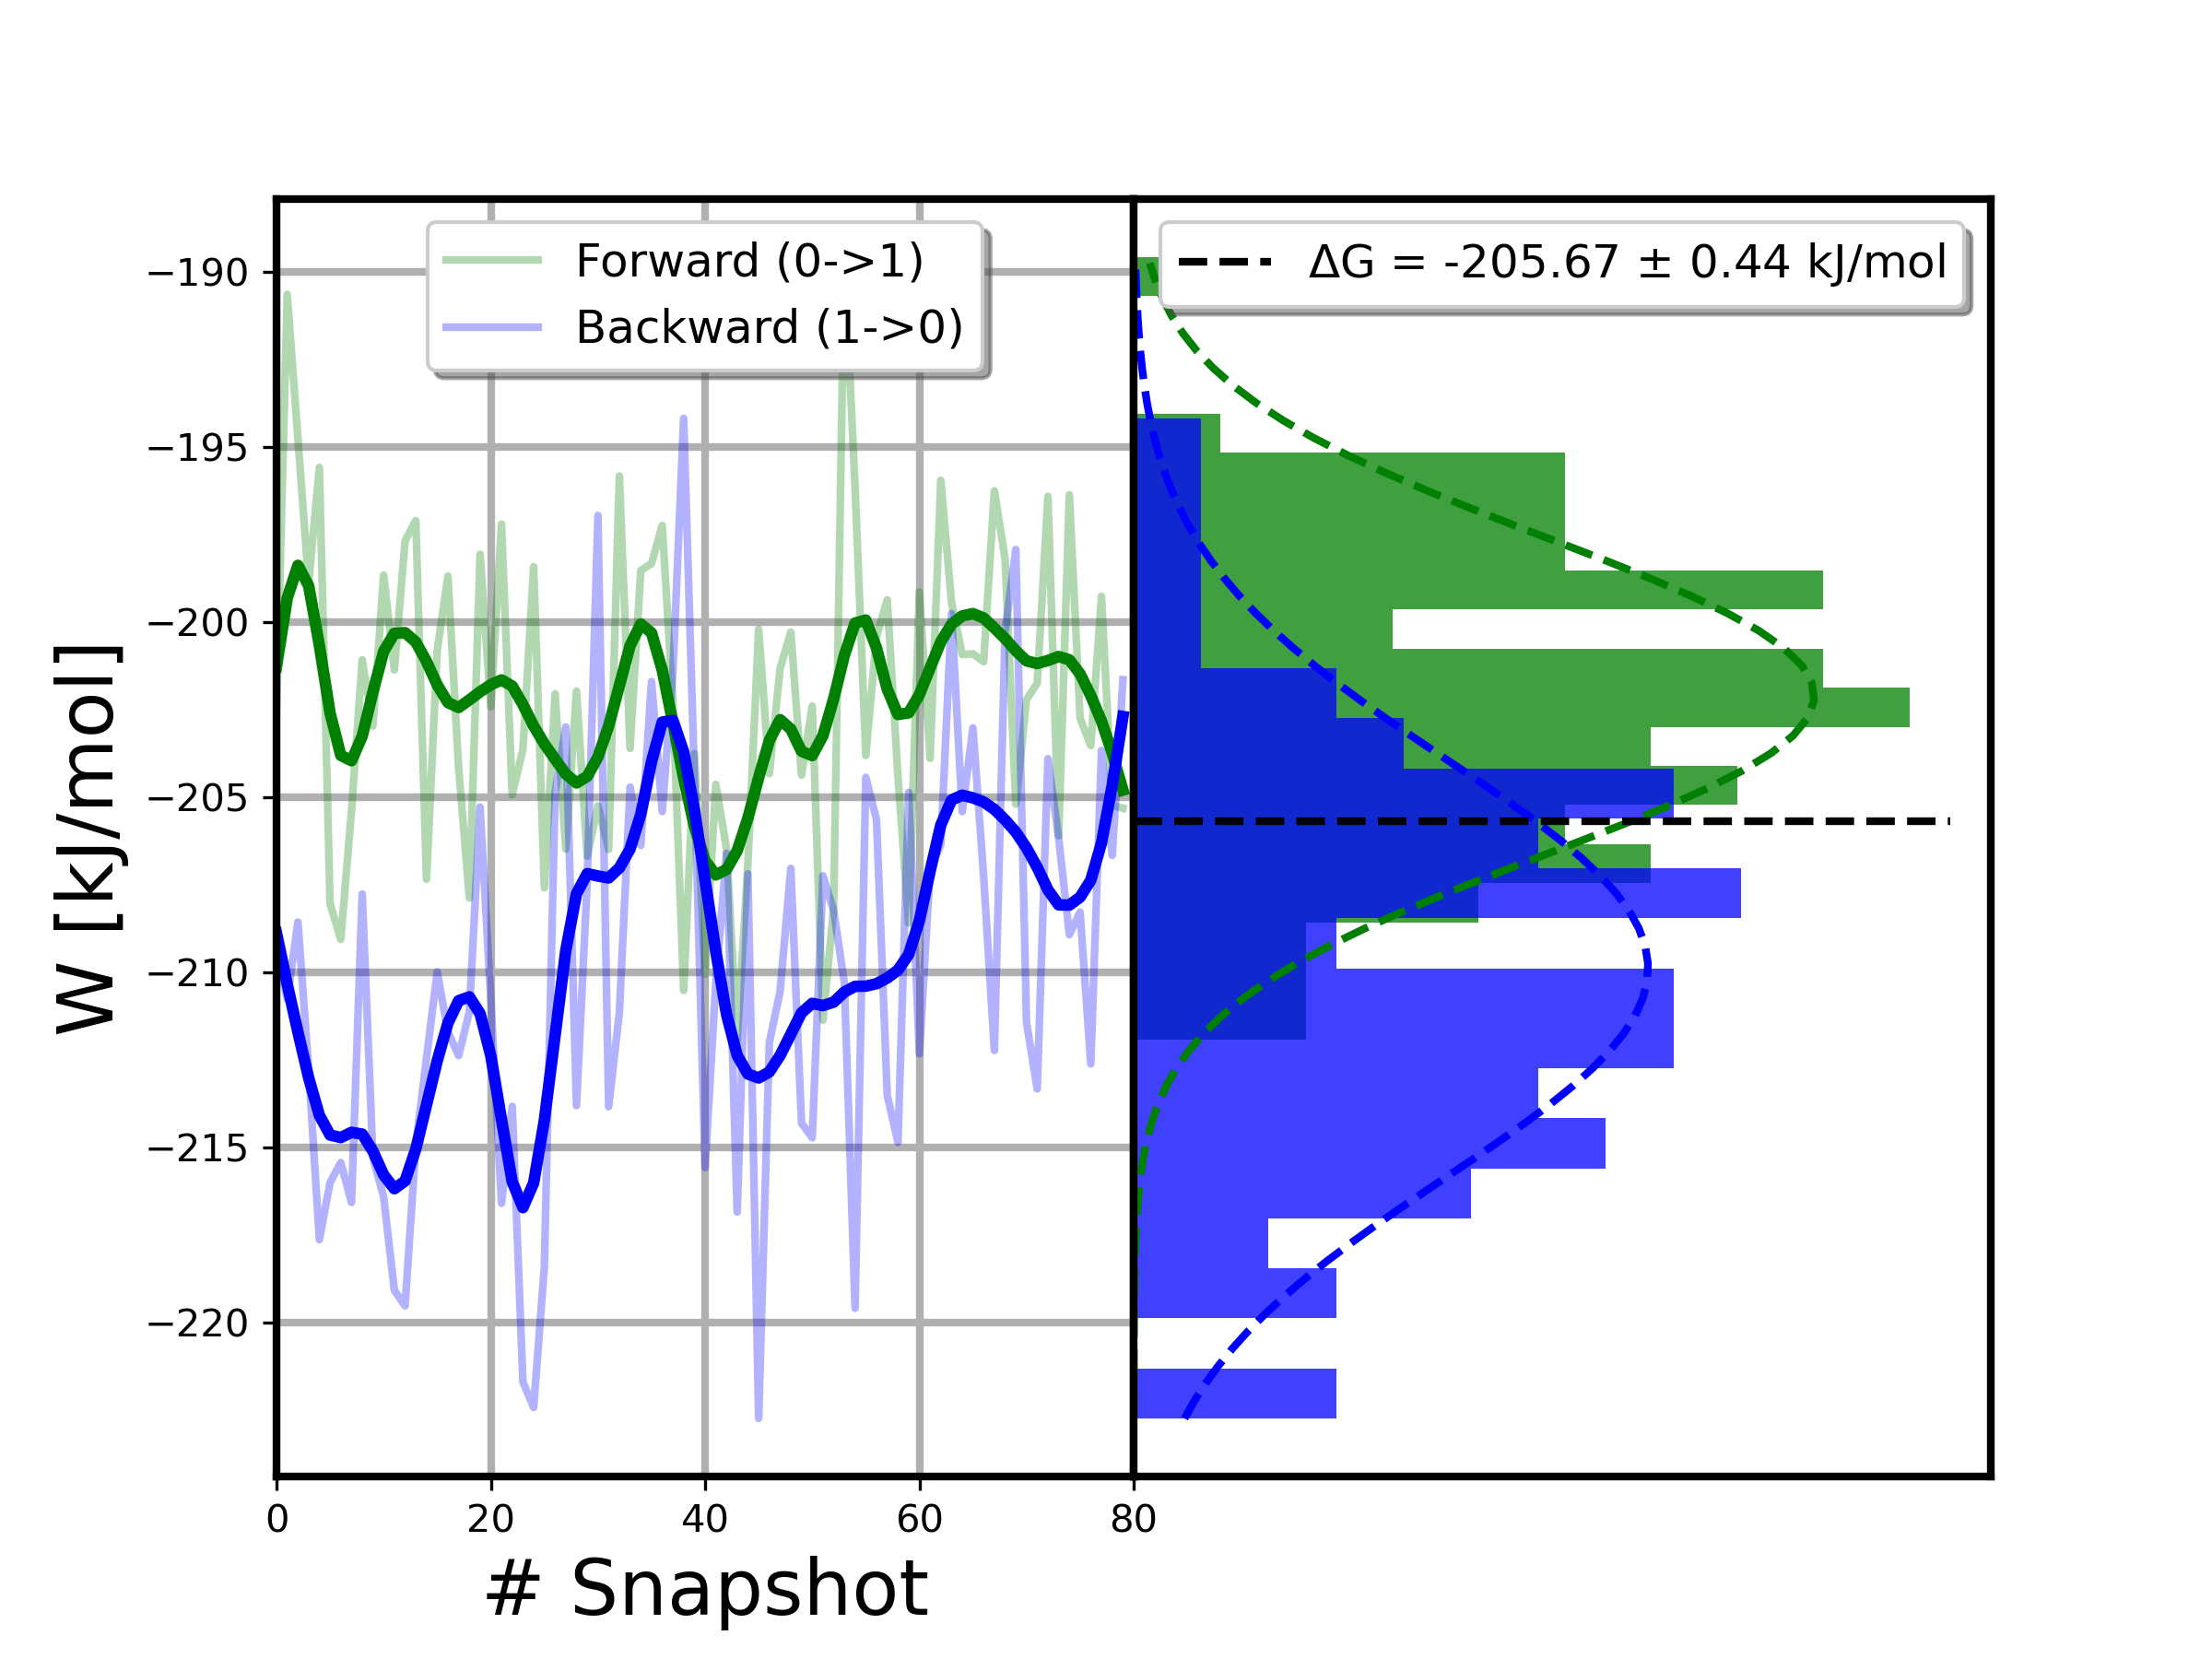 Forward (0->1)
Backward (1->0)
ΔG = -205.67 ± 0.44 kJ/mol
W [kJ/mol]
−190
−195
−200
−205
−210
−215
−220
0 20 40 60 80
# Snapshot